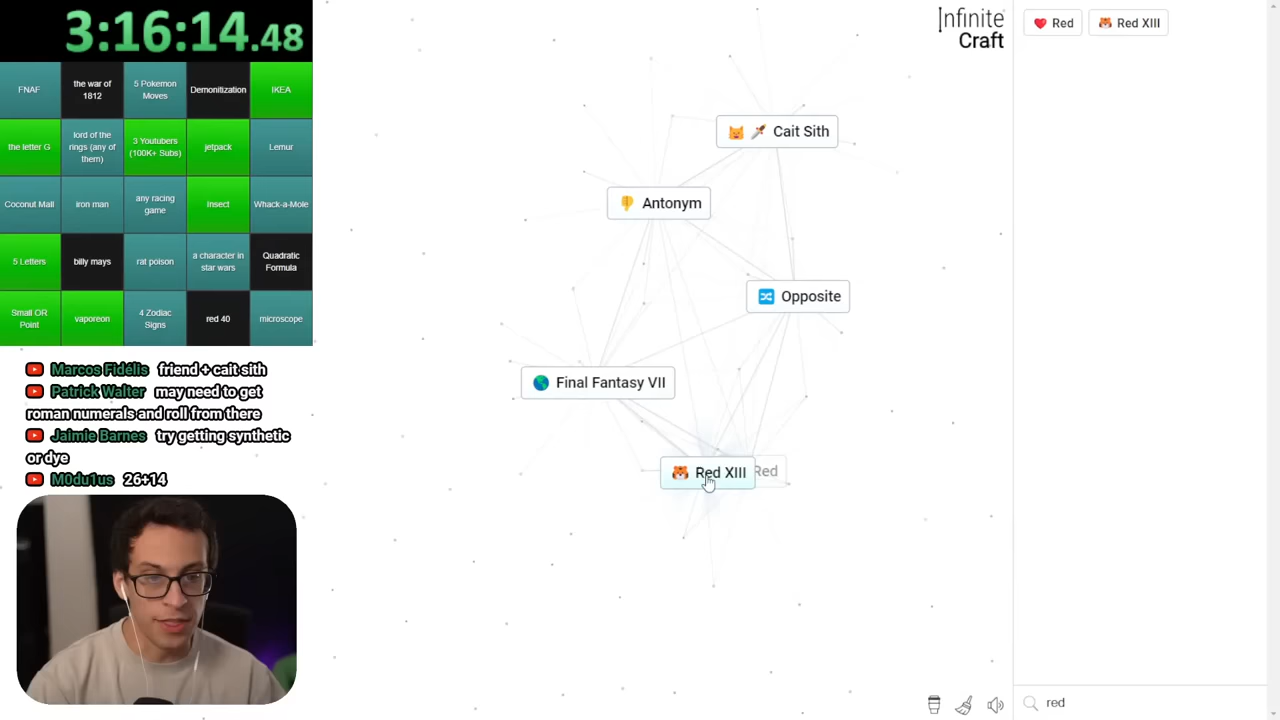 3:16:14.48
FNAF
the war of
1812
5 Pokemon
Moves
Demonitization
IKEA
the letter G
lord of the
rings (any of
them)
3 Youtubers
(100K+ Subs)
jetpack
Lemur
Coconut Mall
iron man
any racing
game
Insect
Whack-a-Mole
5 Letters
billy mays
rat poison
a character in
star wars
Quadratic
Formula
Small OR
Point
vaporeon
4 Zodiac
Signs
red 40
microscope
Marcos Fidélis friend + cait sith
Patrick Walter may need to get
roman numerals and roll from there
Jaimie Barnes try getting synthetic
or dye
M0du1us 26+14
Infinite
Craft
Cait Sith
Antonym
Opposite
Final Fantasy VII
Red XIII
Red
Red
Red XIII
red